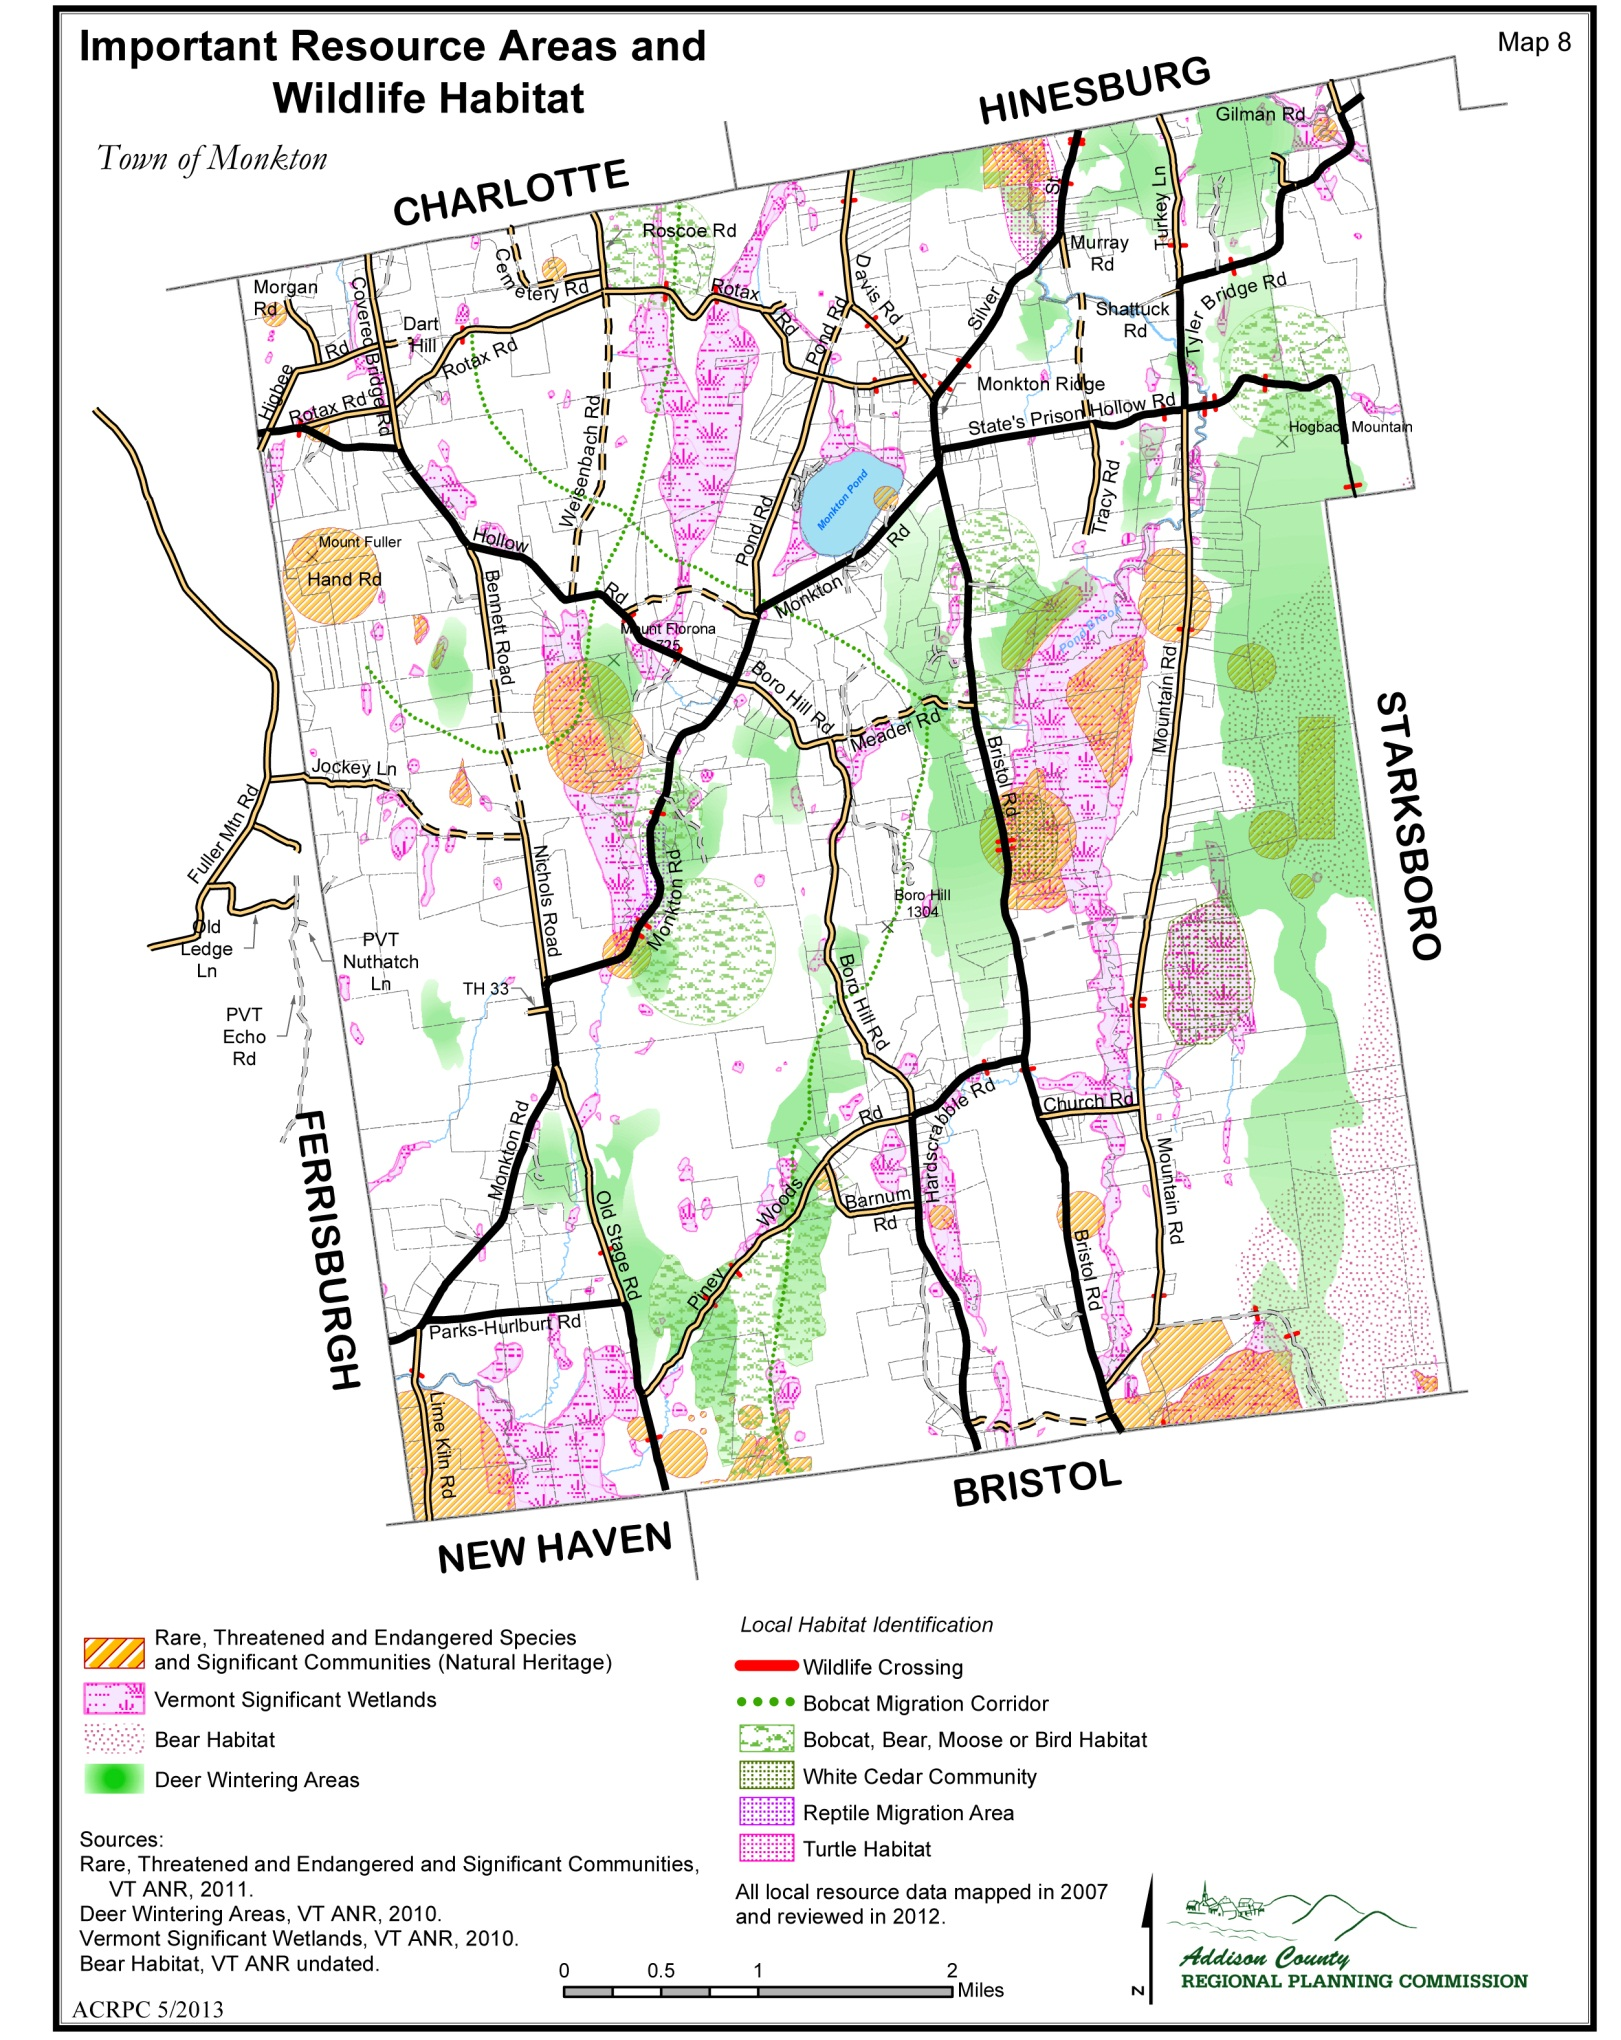 Important Resource Areas and
Wildlife Habitat
Map 8
Town of Monkton
HINESBURG
CHARLOTTE
Gilman Rd
Roscoe Rd
Cemetery Rd
Morgan
Rd
Covered Bridge Rd
Dart
Hill
Rd
Higbee
Rotax Rd
Rotax Rd
Rotax
Rd
Pond Rd
Davis Rd
Silver
St
Murray
Rd
Turkey Ln
Shattuck
Rd
Tyler Bridge Rd
Monkton Ridge
State's Prison Hollow Rd
Hogback Mountain
Weisenbach Rd
Monkton Pond
Tracy Rd
Pond Rd
Hollow
Rd
Monkton
Rd
Mount Fuller
Hand Rd
Bennett Road
Mount Florona
725
Pond Brook
Boro Hill Rd
Meader Rd
Mountain Rd
Bristol Rd
STARKSBORO
Jockey Ln
Fuller Mtn Rd
Nichols Road
Monkton Rd
Boro Hill
1304
Old
Ledge
Ln
PVT
Nuthatch
Ln
TH 33
PVT
Echo
Rd
Boro Hill Rd
FERRISBURGH
Monkton Rd
Rd
Hardscrabble Rd
Church Rd
Old Stage Rd
Woods
Barnum
Rd
Mountain Rd
Piney
Bristol Rd
Parks-Hurlburt Rd
Lime Kiln Rd
BRISTOL
NEW HAVEN
Rare, Threatened and Endangered Species
and Significant Communities (Natural Heritage)
Vermont Significant Wetlands
Bear Habitat
Deer Wintering Areas
Local Habitat Identification
Wildlife Crossing
Bobcat Migration Corridor
Bobcat, Bear, Moose or Bird Habitat
White Cedar Community
Reptile Migration Area
Turtle Habitat
Sources:
Rare, Threatened and Endangered and Significant Communities,
VT ANR, 2011.
Deer Wintering Areas, VT ANR, 2010.
Vermont Significant Wetlands, VT ANR, 2010.
Bear Habitat, VT ANR undated.
All local resource data mapped in 2007
and reviewed in 2012.
0 0.5 1 2
Miles
N
Addison County
REGIONAL PLANNING COMMISSION
ACRPC 5/2013